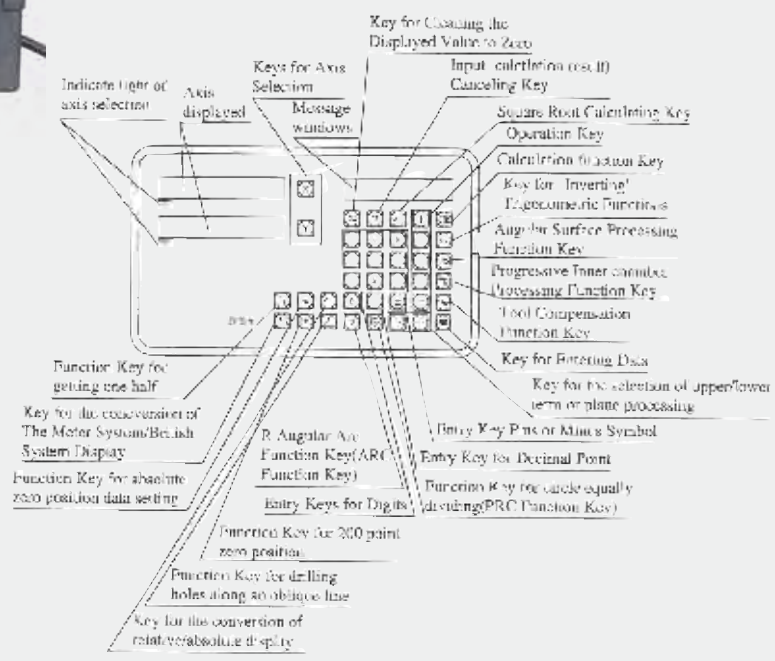 Key for Cleaning the
Displayed Value to Zero
Input calculation result)
Canceling Key
Keys for Axis
Selection
Indicate light of
axis selection
Axis
displayed
Message
windows
Square Root Calculating Key
Operation Key
Calculation function Key
Key for 'Inverting'
Trigonometric Functions
Angular Surface Processing
Function Key
Progressive Inner chamber
Processing Function Key
Tool Compensation
Function Key
Key for Entering Data
Key for the selection of upper/lower
term or plane processing
Function Key for
getting one half
Key for the conceversion of
The Meter System/British
System Display
Function Key for absolute
zero position data setting
R Angular Arc
Function Key(ARC
Function Key)
Entry Keys for Digits
Entry Key Plus or Minus Symbol
Entry Key for Decimal Point
Function Key for circle equally
dividing(PRC Function Key)
Function Key for 200 point
zero position
Function Key for drilling
holes along an oblique line
Key for the conversion of
relative/absolute display